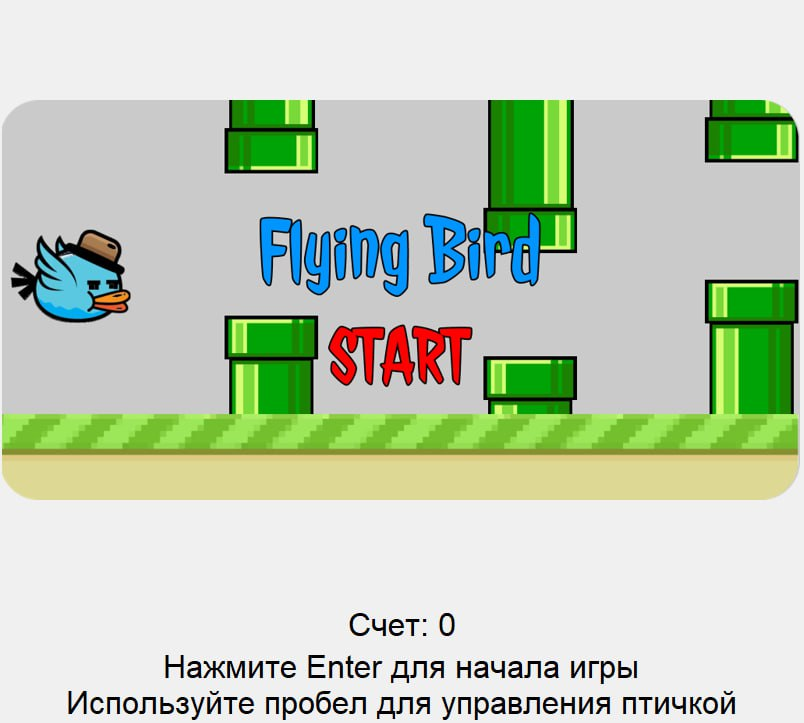 Flying Bird
START
Счет: 0
Нажмите Enter для начала игры
Используйте пробел для управления птичкой